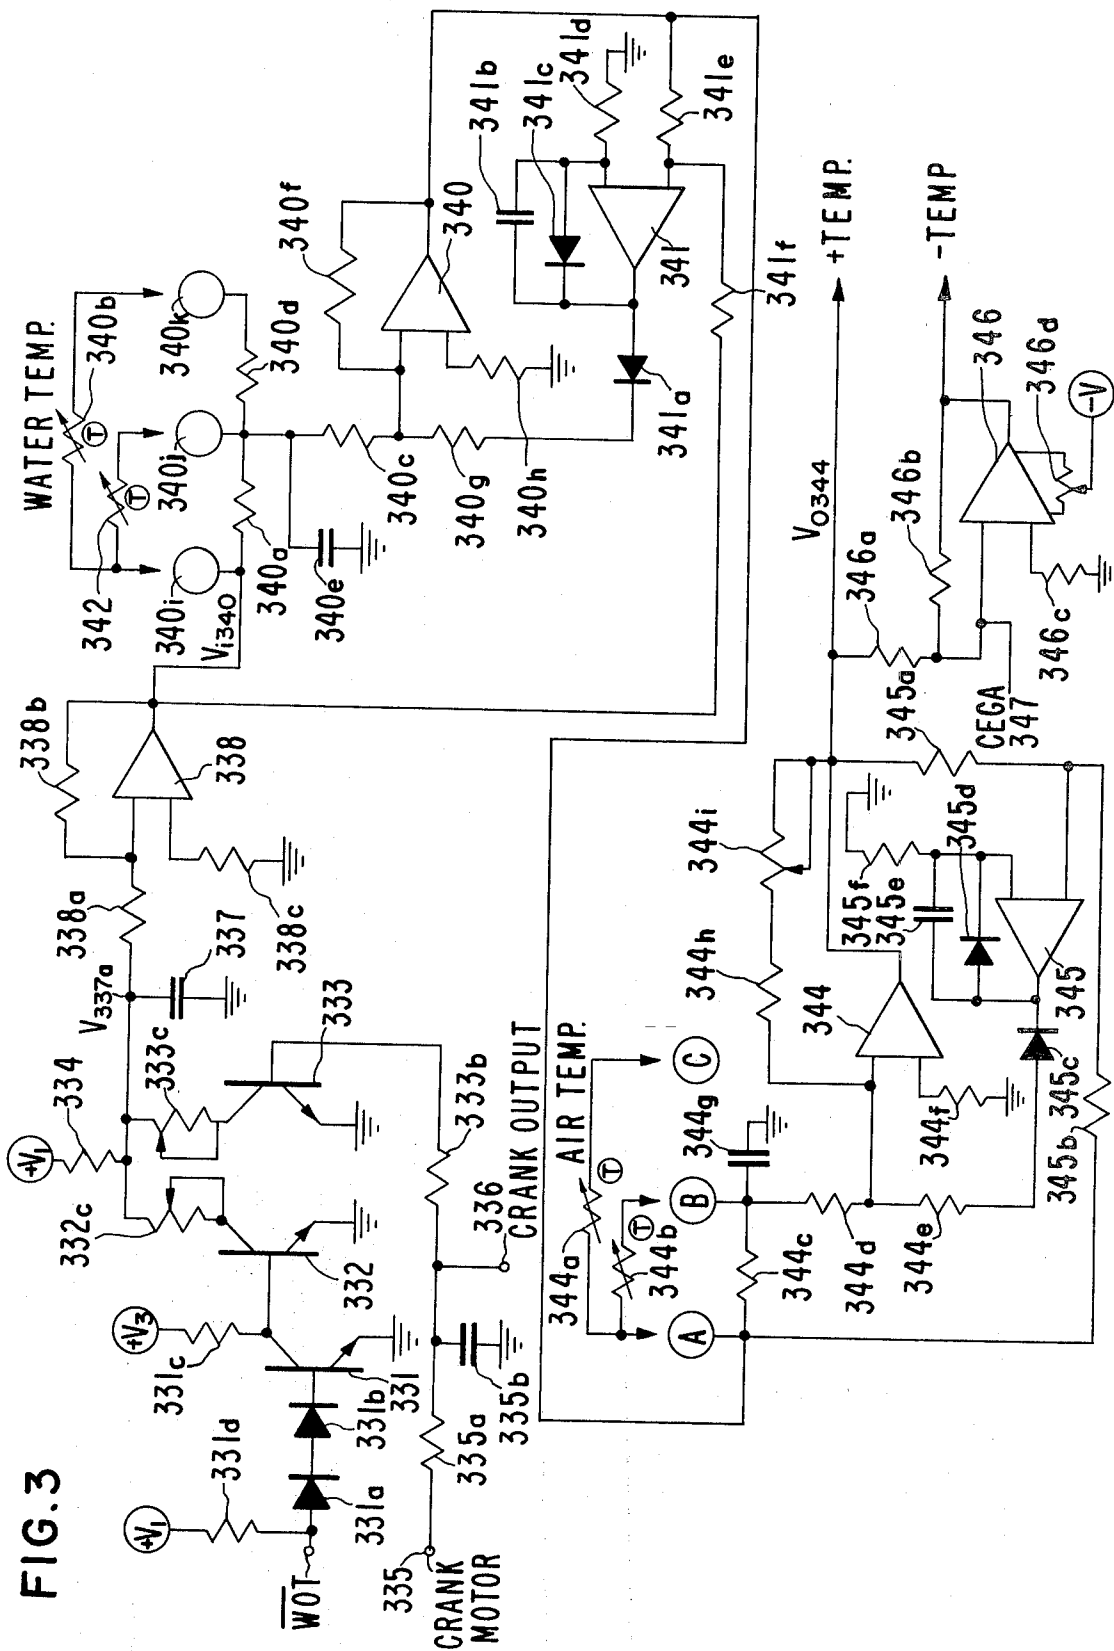 FIG.3
+V1
331d
WOT
331a
331b
331
331c
+V3
335
CRANK
MOTOR
335a
335b
336
CRANK OUTPUT
332c
332
334
+V1
333c
333
333b
V337a
337
338a
338b
338
338c
WATER TEMP.
342
T
T
340b
340i
340j
340k
Vi340
340a
340d
340e
340c
340g
340h
340f
340
341a
341b
341c
341d
341e
341
341f
AIR TEMP.
344a
T
344b
T
A
B
C
344g
344c
344d
344e
344f
344
344h
344i
345f
345e
345d
345
345c
345b
345a
V0344
+TEMP.
-TEMP
346a
346b
346
346d
346c
-V
CEGA
347